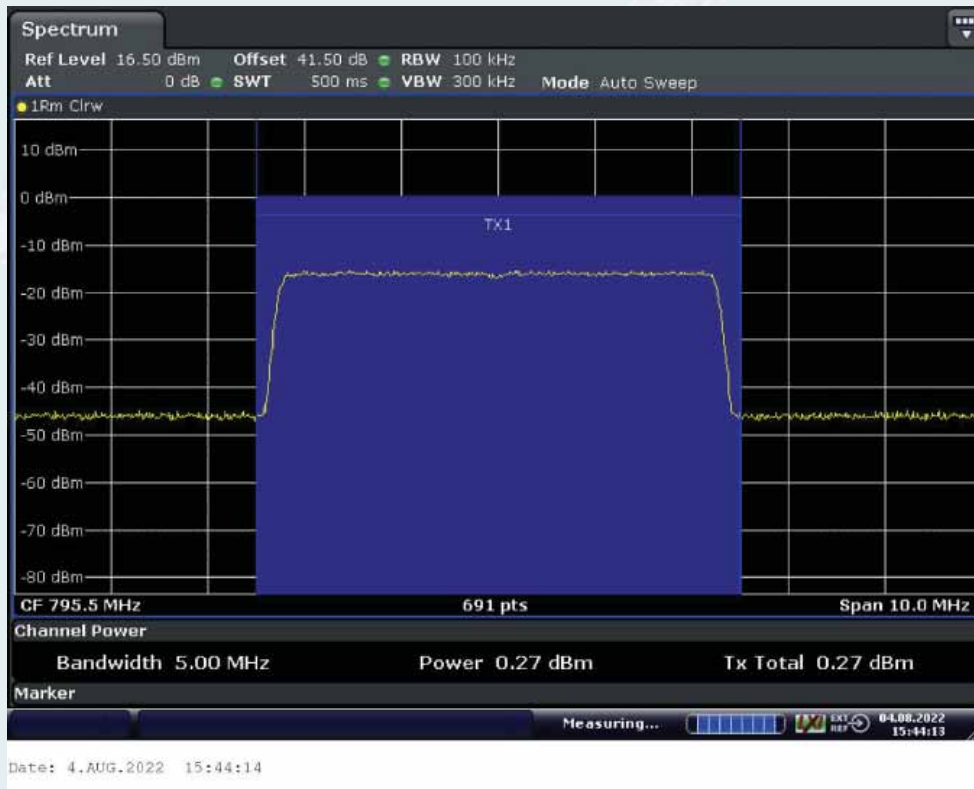 Spectrum
Ref Level 16.50 dBm Offset 41.50 dB RBW 100 kHz
Att 0 dB SWT 500 ms VBW 300 kHz Mode Auto Sweep
1Rm Clrw
10 dBm
0 dBm
TX1
-10 dBm
-20 dBm
-30 dBm
-40 dBm
-50 dBm
-60 dBm
-70 dBm
-80 dBm
CF 795.5 MHz 691 pts Span 10.0 MHz
Channel Power
Bandwidth 5.00 MHz Power 0.27 dBm Tx Total 0.27 dBm
Marker
Measuring... LXI EXT REF 04.08.2022
15:44:13
Date: 4.AUG.2022 15:44:14